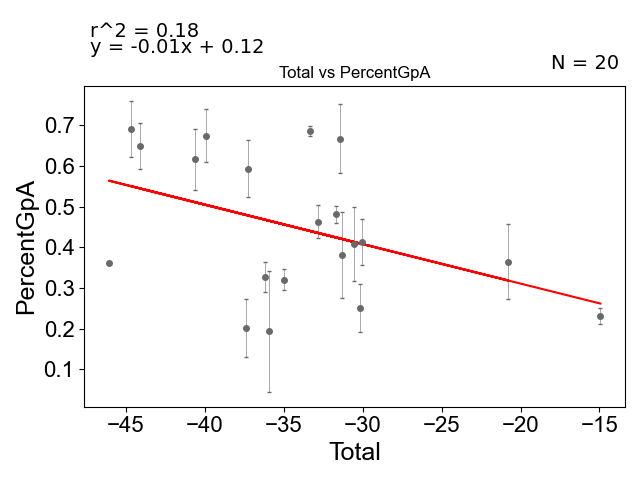 r^2 = 0.18
y = -0.01x + 0.12
N = 20
Total vs PercentGpA
PercentGpA
0.7
0.6
0.5
0.4
0.3
0.2
0.1
−45 −40 −35 −30 −25 −20 −15
Total